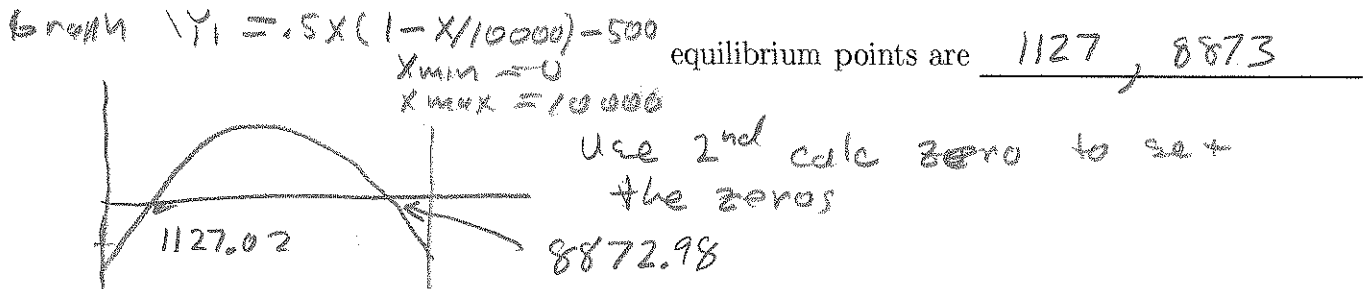 Graph \Y1 = .5X(1-X/10000)-500
Xmin = 0
Xmax = 10000
equilibrium points are 1127, 8873
Use 2nd calc zero to get
the zeros
1127.02
8872.98